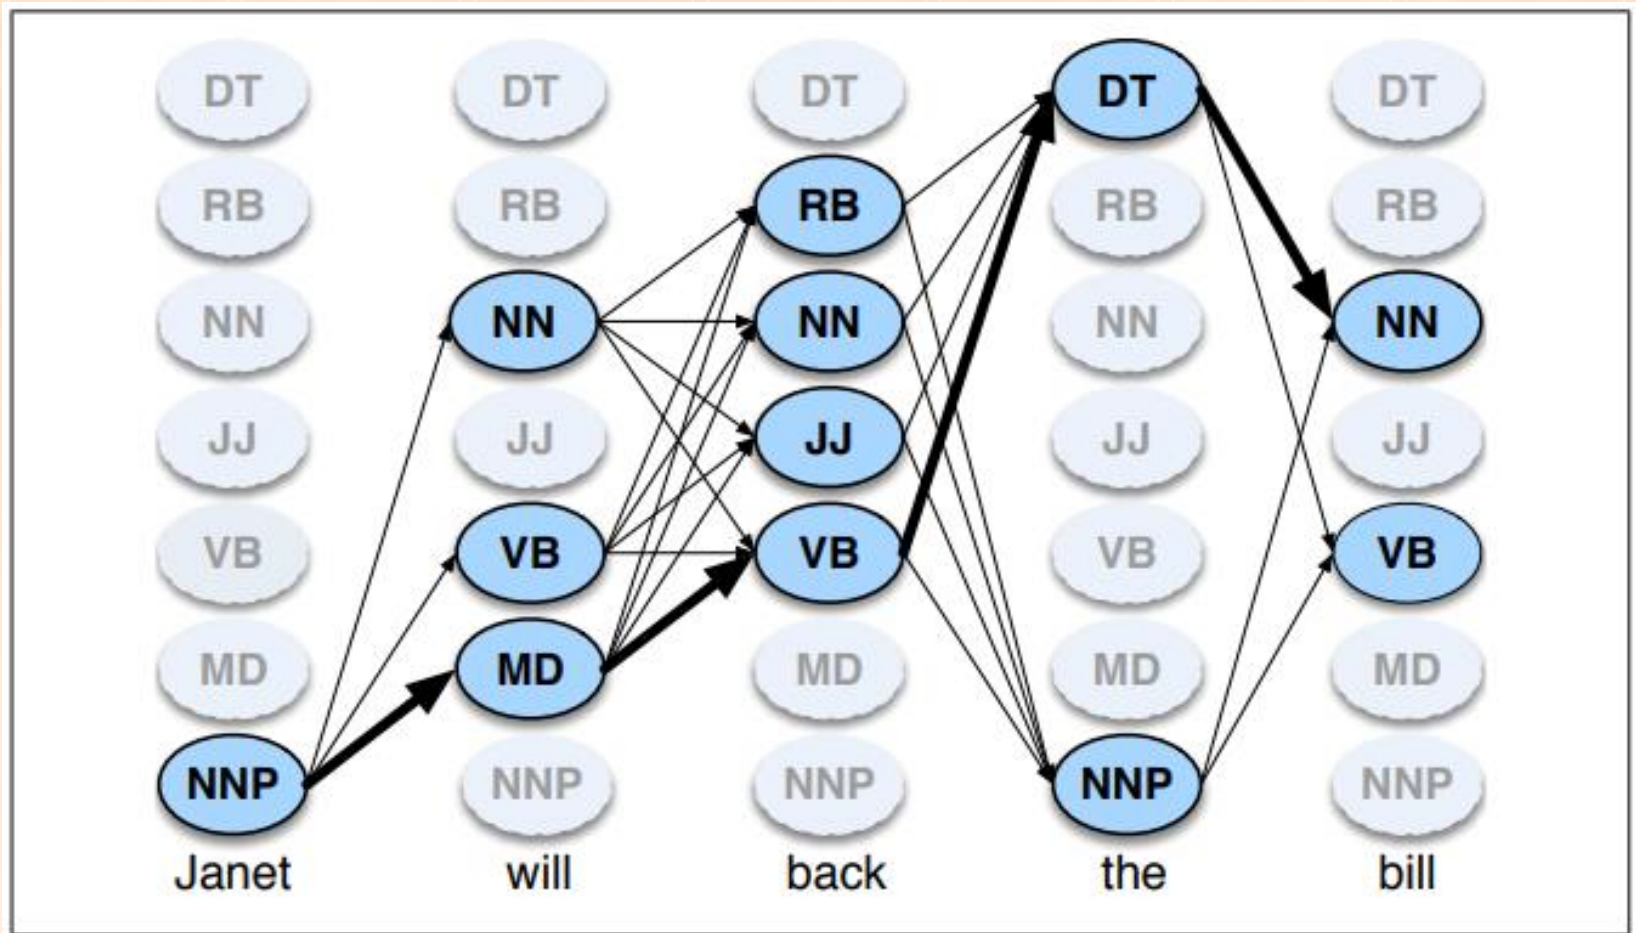 DT DT DT DT DT
RB RB RB RB RB
NN NN NN NN NN
JJ JJ JJ JJ JJ
VB VB VB VB VB
MD MD MD MD MD
NNP NNP NNP NNP NNP
Janet will back the bill